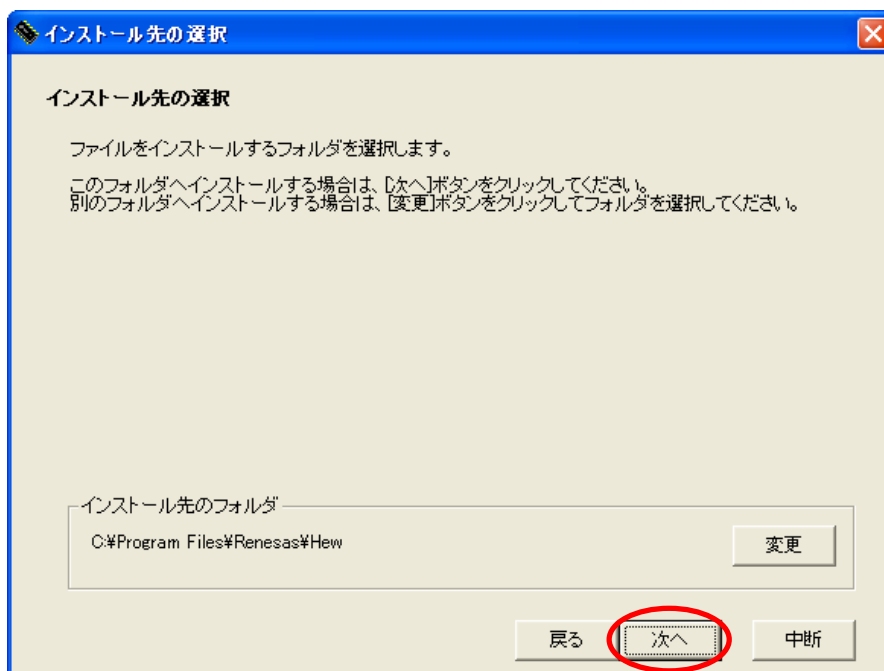 インストール先の選択
インストール先の選択
ファイルをインストールするフォルダを選択します。
このフォルダへインストールする場合は、[次へ]ボタンをクリックしてください。
別のフォルダへインストールする場合は、[変更]ボタンをクリックしてフォルダを選択してください。
インストール先のフォルダ
C:¥Program Files¥Renesas¥Hew
変更
戻る
次へ
中断